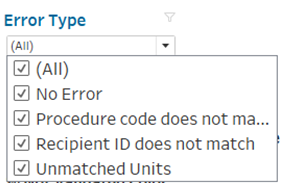 Error Type
(All)
(All)
No Error
Procedure code does not ma...
Recipient ID does not match
Unmatched Units